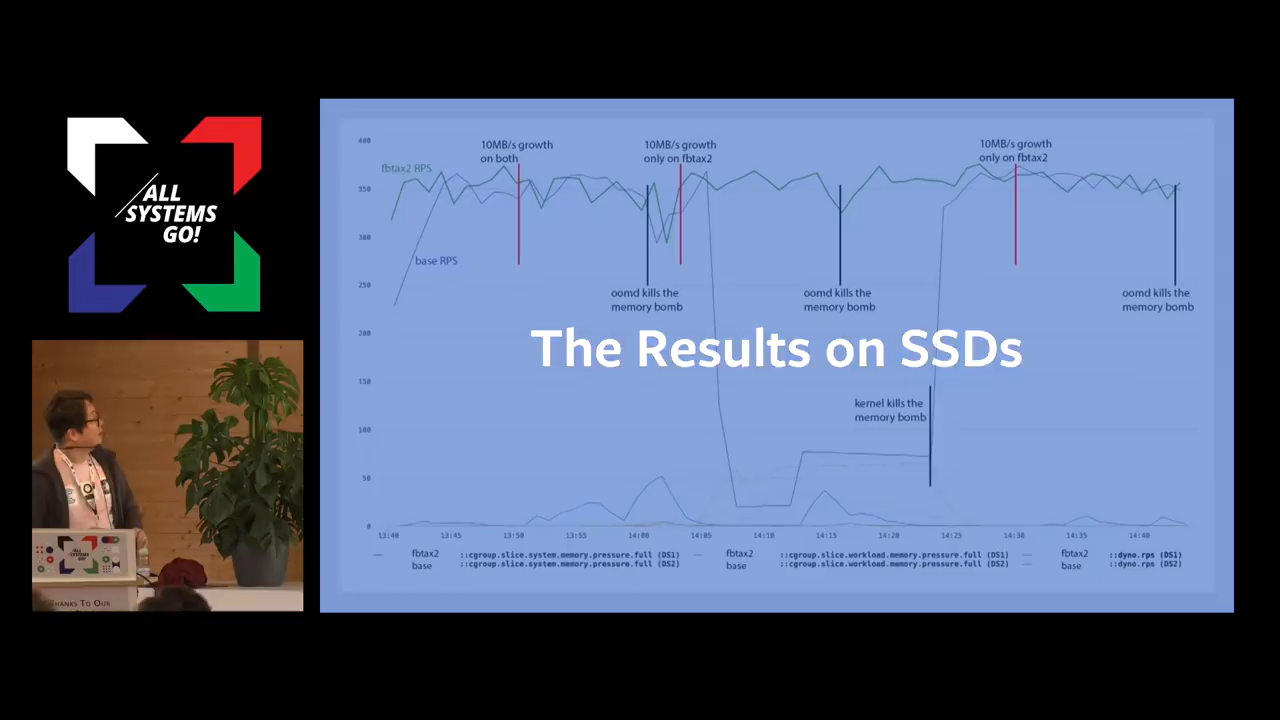 ALL
SYSTEMS
GO!
ALL
SYSTEMS
GO!
THANKS TO OUR
400
350
300
250
200
150
100
50
0
10MB/s growth
on both
10MB/s growth
only on fbtax2
10MB/s growth
only on fbtax2
fbtax2 RPS
base RPS
oomd kills the
memory bomb
oomd kills the
memory bomb
oomd kills the
memory bomb
The Results on SSDs
kernel kills the
memory bomb
13:40 13:45 13:50 13:55 14:00 14:05 14:10 14:15 14:20 14:25 14:30 14:35 14:40
fbtax2 ::cgroup.slice.system.memory.pressure.full (DS1) fbtax2 ::cgroup.slice.workload.memory.pressure.full (DS1) fbtax2 ::dyno.rps (DS1)
base ::cgroup.slice.system.memory.pressure.full (DS2) base ::cgroup.slice.workload.memory.pressure.full (DS2) base ::dyno.rps (DS2)